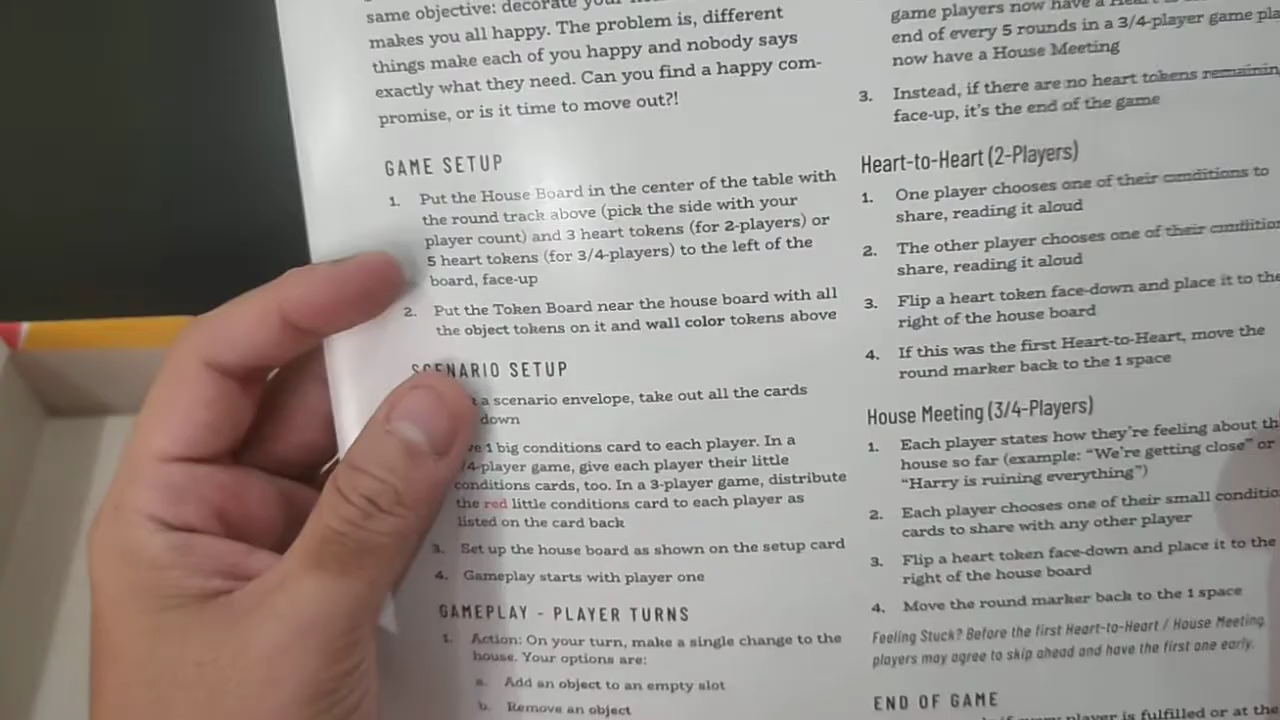 same objective: decorate your
makes you all happy. The problem is, different
things make each of you happy and nobody says
exactly what they need. Can you find a happy com-
promise, or is it time to move out?!
GAME SETUP
1. Put the House Board in the center of the table with
the round track above (pick the side with your
player count) and 3 heart tokens (for 2-players) or
5 heart tokens (for 3/4-players) to the left of the
board, face-up
2. Put the Token Board near the house board with all
the object tokens on it and wall color tokens above
SCENARIO SETUP
a scenario envelope, take out all the cards
down
1 big conditions card to each player. In a
4-player game, give each player their little
conditions cards, too. In a 3-player game, distribute
the red little conditions card to each player as
listed on the card back
3. Set up the house board as shown on the setup card
4. Gameplay starts with player one
GAMEPLAY - PLAYER TURNS
1. Action: On your turn, make a single change to the
house. Your options are:
a. Add an object to an empty slot
b. Remove an object
game players now have a
end of every 5 rounds in a 3/4-player game
now have a House Meeting
3. Instead, if there are no heart tokens
face-up, it's the end of the game
Heart-to-Heart (2-Players)
1. One player chooses one of their conditions to
share, reading it aloud
2. The other player chooses one of their
share, reading it aloud
3. Flip a heart token face-down and place it to the
right of the house board
4. If this was the first Heart-to-Heart, move the
round marker back to the 1 space
House Meeting (3/4-Players)
1. Each player states how they're feeling about
house so far (example: "We're getting close" or
"Harry is ruining everything")
2. Each player chooses one of their small
cards to share with any other player
3. Flip a heart token face-down and place it to the
right of the house board
4. Move the round marker back to the 1 space
Feeling Stuck? Before the first Heart-to-Heart / House Meeting,
players may agree to skip ahead and have the first one early.
END OF GAME
player is fulfilled or at the